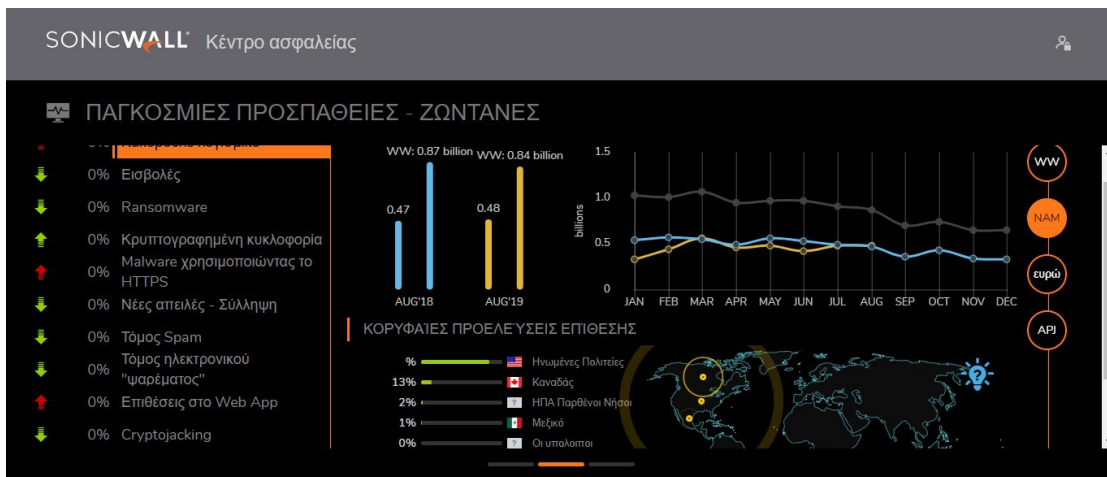 SONICWALL Κέντρο ασφαλείας
ΠΑΓΚΟΣΜΙΕΣ ΠΡΟΣΠΑΘΕΙΕΣ - ΖΩΝΤΑΝΕΣ
0% Εισβολές
0% Ransomware
0% Κρυπτογραφημένη κυκλοφορία
0% Malware χρησιμοποιώντας το
HTTPS
0% Νέες απειλές - Σύλληψη
0% Τόμος Spam
0% Τόμος ηλεκτρονικού
"ψαρέματος"
0% Επιθέσεις στο Web App
0% Cryptojacking
WW: 0.87 billion WW: 0.84 billion
0.47 0.48
AUG'18 AUG'19
billions
1.5
1.0
0.5
0
JAN FEB MAR APR MAY JUN JUL AUG SEP OCT NOV DEC
WW
NAM
ευρώ
APJ
ΚΟΡΥΦΑΊΕΣ ΠΡΟΕΛΕΎΣΕΙΣ ΕΠΊΘΕΣΗΣ
% Ηνωμένες Πολιτείες
13% Καναδάς
2% ? ΗΠΑ Παρθένοι Νήσοι
1% Μεξικό
0% ? Οι υπολοιποι
?